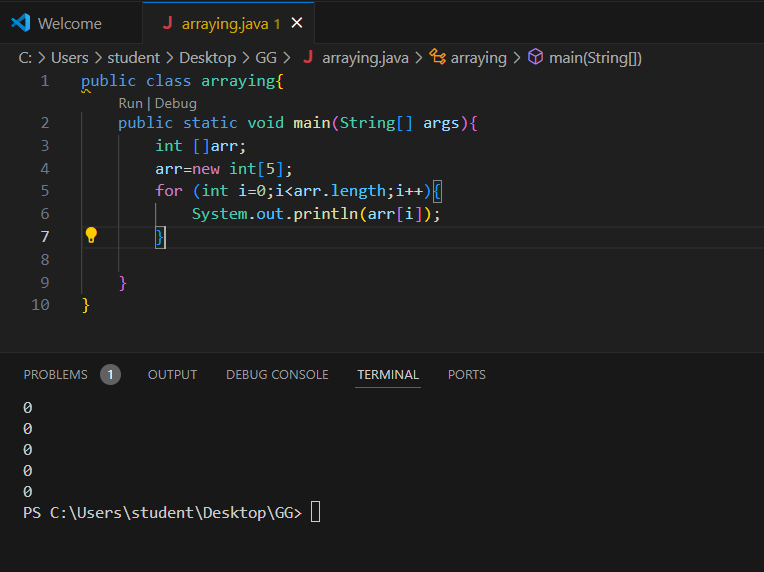 Welcome J arraying.java 1 ×
C: > Users > student > Desktop > GG > J arraying.java > arraying > main(String[])
1 public class arraying{
Run | Debug
2 public static void main(String[] args){
3 int []arr;
4 arr=new int[5];
5 for (int i=0;i<arr.length;i++){
6 System.out.println(arr[i]);
7 }
8
9 }
10 }
PROBLEMS 1 OUTPUT DEBUG CONSOLE TERMINAL PORTS
0
0
0
0
0
PS C:\Users\student\Desktop\GG>